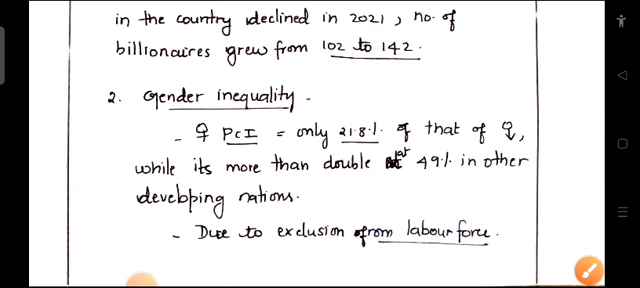 in the country declined in 2021, no. of
billionaires grew from 102 to 142.
2. Gender inequality -
- ♀ PCI = only 21.8% of that of ♂,
while its more than double at 49% in other
developing nations.
- Due to exclusion from labour force.